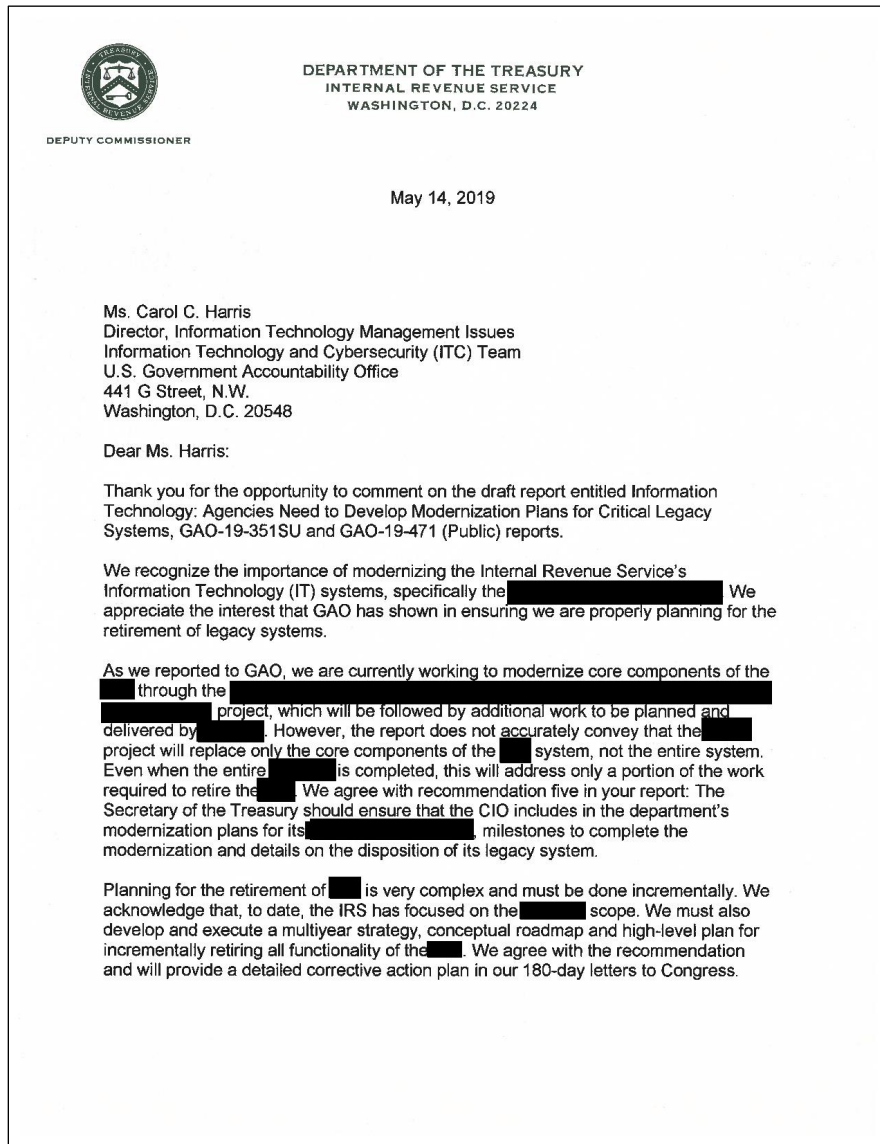 TREASURY
INTERNAL REVENUE SERVICE
DEPARTMENT OF THE TREASURY
INTERNAL REVENUE SERVICE
WASHINGTON, D.C. 20224
DEPUTY COMMISSIONER
May 14, 2019
Ms. Carol C. Harris
Director, Information Technology Management Issues
Information Technology and Cybersecurity (ITC) Team
U.S. Government Accountability Office
441 G Street, N.W.
Washington, D.C. 20548
Dear Ms. Harris:
Thank you for the opportunity to comment on the draft report entitled Information
Technology: Agencies Need to Develop Modernization Plans for Critical Legacy
Systems, GAO-19-351SU and GAO-19-471 (Public) reports.
We recognize the importance of modernizing the Internal Revenue Service's
Information Technology (IT) systems, specifically the We
appreciate the interest that GAO has shown in ensuring we are properly planning for the
retirement of legacy systems.
As we reported to GAO, we are currently working to modernize core components of the
through the
project, which will be followed by additional work to be planned and
delivered by . However, the report does not accurately convey that the
project will replace only the core components of the system, not the entire system.
Even when the entire is completed, this will address only a portion of the work
required to retire the . We agree with recommendation five in your report: The
Secretary of the Treasury should ensure that the CIO includes in the department's
modernization plans for its , milestones to complete the
modernization and details on the disposition of its legacy system.
Planning for the retirement of is very complex and must be done incrementally. We
acknowledge that, to date, the IRS has focused on the scope. We must also
develop and execute a multiyear strategy, conceptual roadmap and high-level plan for
incrementally retiring all functionality of the . We agree with the recommendation
and will provide a detailed corrective action plan in our 180-day letters to Congress.